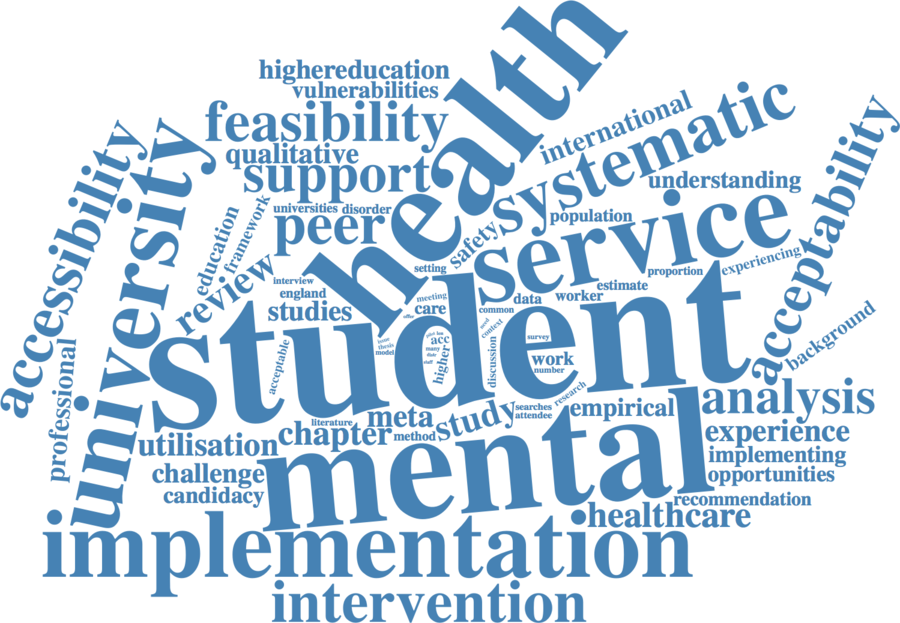 highereducation
vulnerabilities
health
feasibility
international
systematic
qualitative
support
accessibility
university
acceptability
understanding
education
framework
universities
disorder
population
peer
safety
service
review
setting
proportion
experiencing
interview
england
estimate
studies
meeting
care
common
data
worker
student
offer
need
context
background
acceptable
issue
thesis
model
acc
many
staff
higher
discussion
survey
work
number
professional
research
literature
meta
study
searches
attendee
empirical
analysis
utilisation
chapter
method
mental
experience
implementing
challenge
candidacy
opportunities
recommendation
healthcare
implementation
intervention